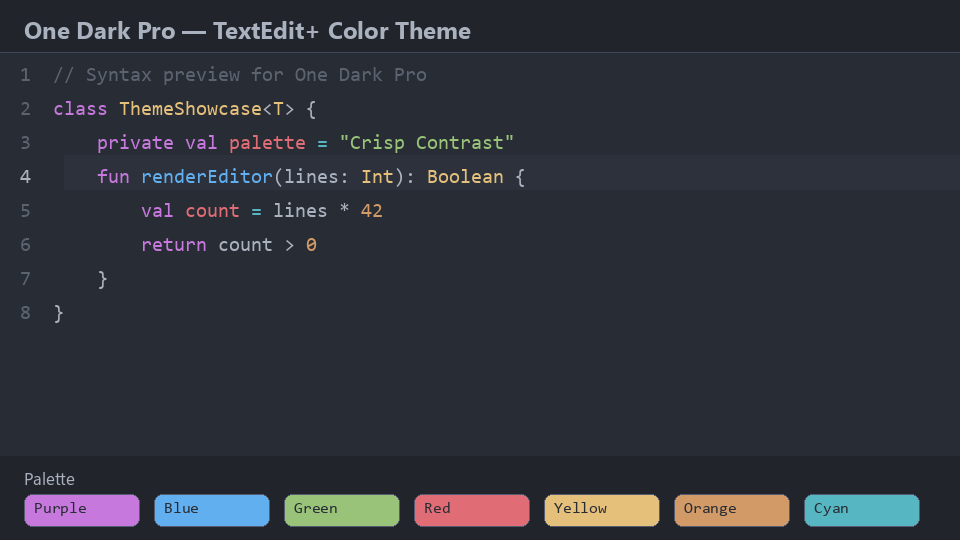 One Dark Pro — TextEdit+ Color Theme
1 // Syntax preview for One Dark Pro
2 class ThemeShowcase<T> {
3     private val palette = "Crisp Contrast"
4     fun renderEditor(lines: Int): Boolean {
5         val count = lines * 42
6         return count > 0
7     }
8 }
Palette
Purple Blue Green Red Yellow Orange Cyan